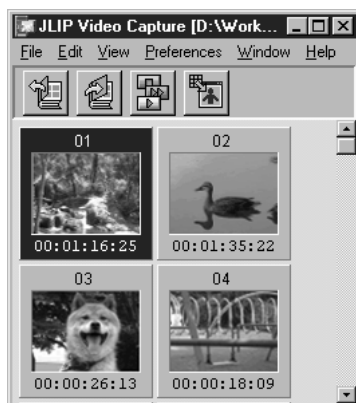 JLIP Video Capture [D:\Work...
File Edit View Preferences Window Help
01 02
00:01:16:25 00:01:35:22
03 04
00:00:26:13 00:00:18:09